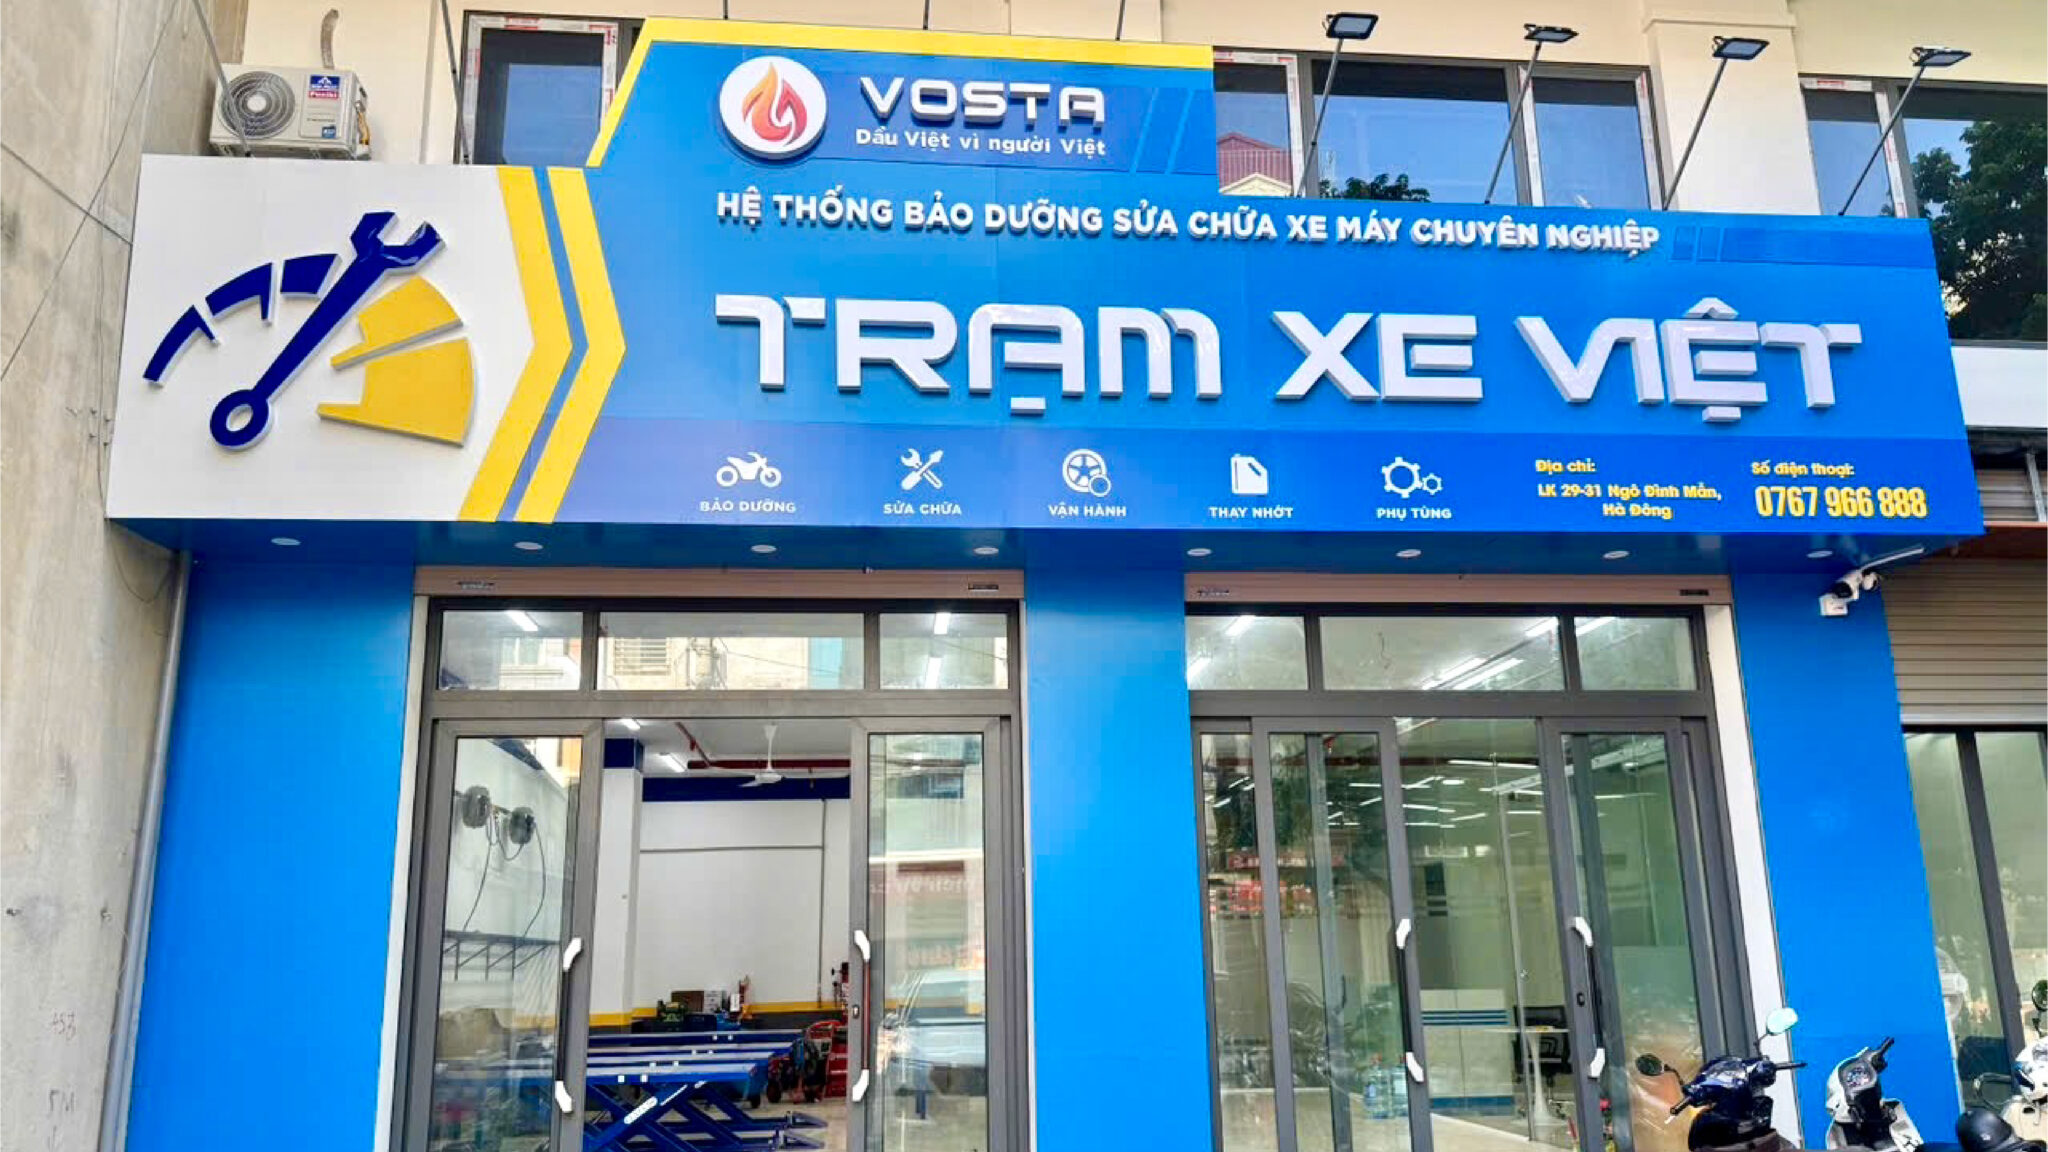 VOSTA
Dầu Việt vì người Việt
HỆ THỐNG BẢO DƯỠNG SỬA CHỮA XE MÁY CHUYÊN NGHIỆP
TRẠM XE VIỆT
BẢO DƯỠNG
SỬA CHỮA
VẬN HÀNH
THAY NHỚT
PHỤ TÙNG
Địa chỉ:
LK 29-31 Ngô Đình Mẫn,
Hà Đông
Số điện thoại:
0767 966 888